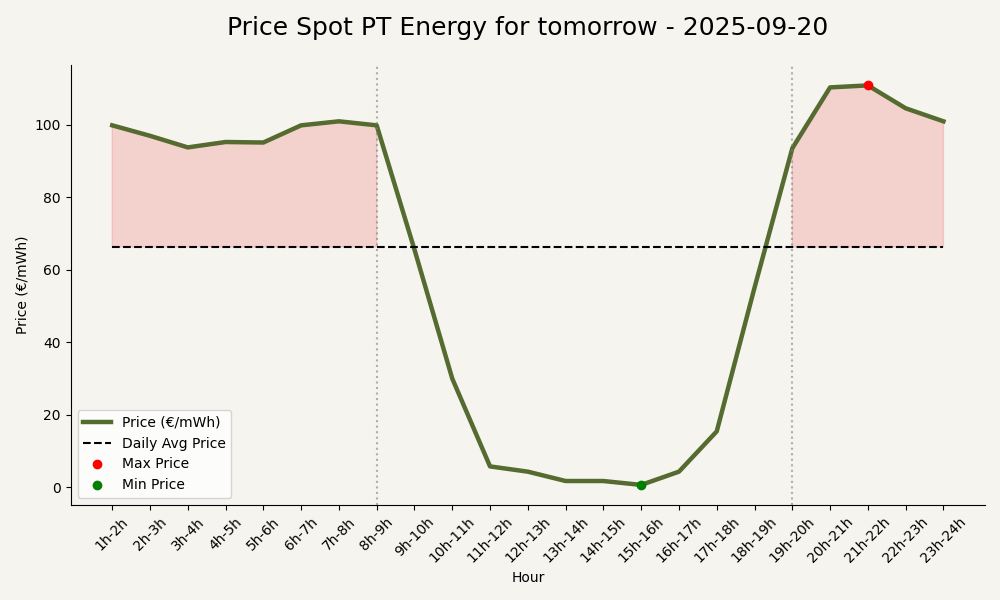 Price Spot PT Energy for tomorrow - 2025-09-20
Price (€/mWh)
100
80
60
40
20
0
Price (€/mWh)
Daily Avg Price
Max Price
Min Price
1h-2h
2h-3h
3h-4h
4h-5h
5h-6h
6h-7h
7h-8h
8h-9h
9h-10h
10h-11h
11h-12h
12h-13h
13h-14h
14h-15h
15h-16h
16h-17h
17h-18h
18h-19h
19h-20h
20h-21h
21h-22h
22h-23h
23h-24h
Hour